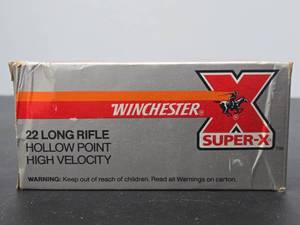 WINCHESTER®
X
SUPER-X™
22 LONG RIFLE
HOLLOW POINT
HIGH VELOCITY
WARNING: Keep out of reach of children. Read all Warnings on carton.